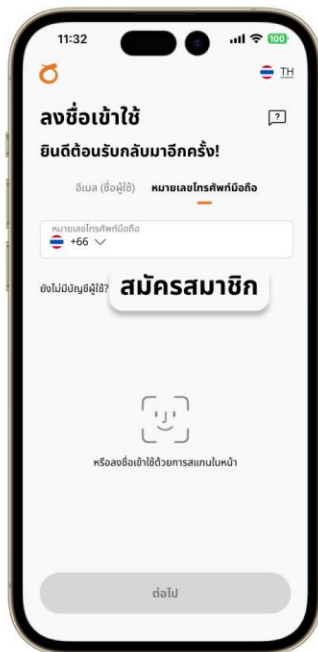 11:32
100
TH
ลงชื่อเข้าใช้
?
ยินดีต้อนรับกลับมาอีกครั้ง!
อีเมล (ชื่อผู้ใช้) หมายเลขโทรศัพท์มือถือ
หมายเลขโทรศัพท์มือถือ
+66
ยังไม่มีบัญชีผู้ใช้? สมัครสมาชิก
หรือลงชื่อเข้าใช้ด้วยการสแกนใบหน้า
ต่อไป